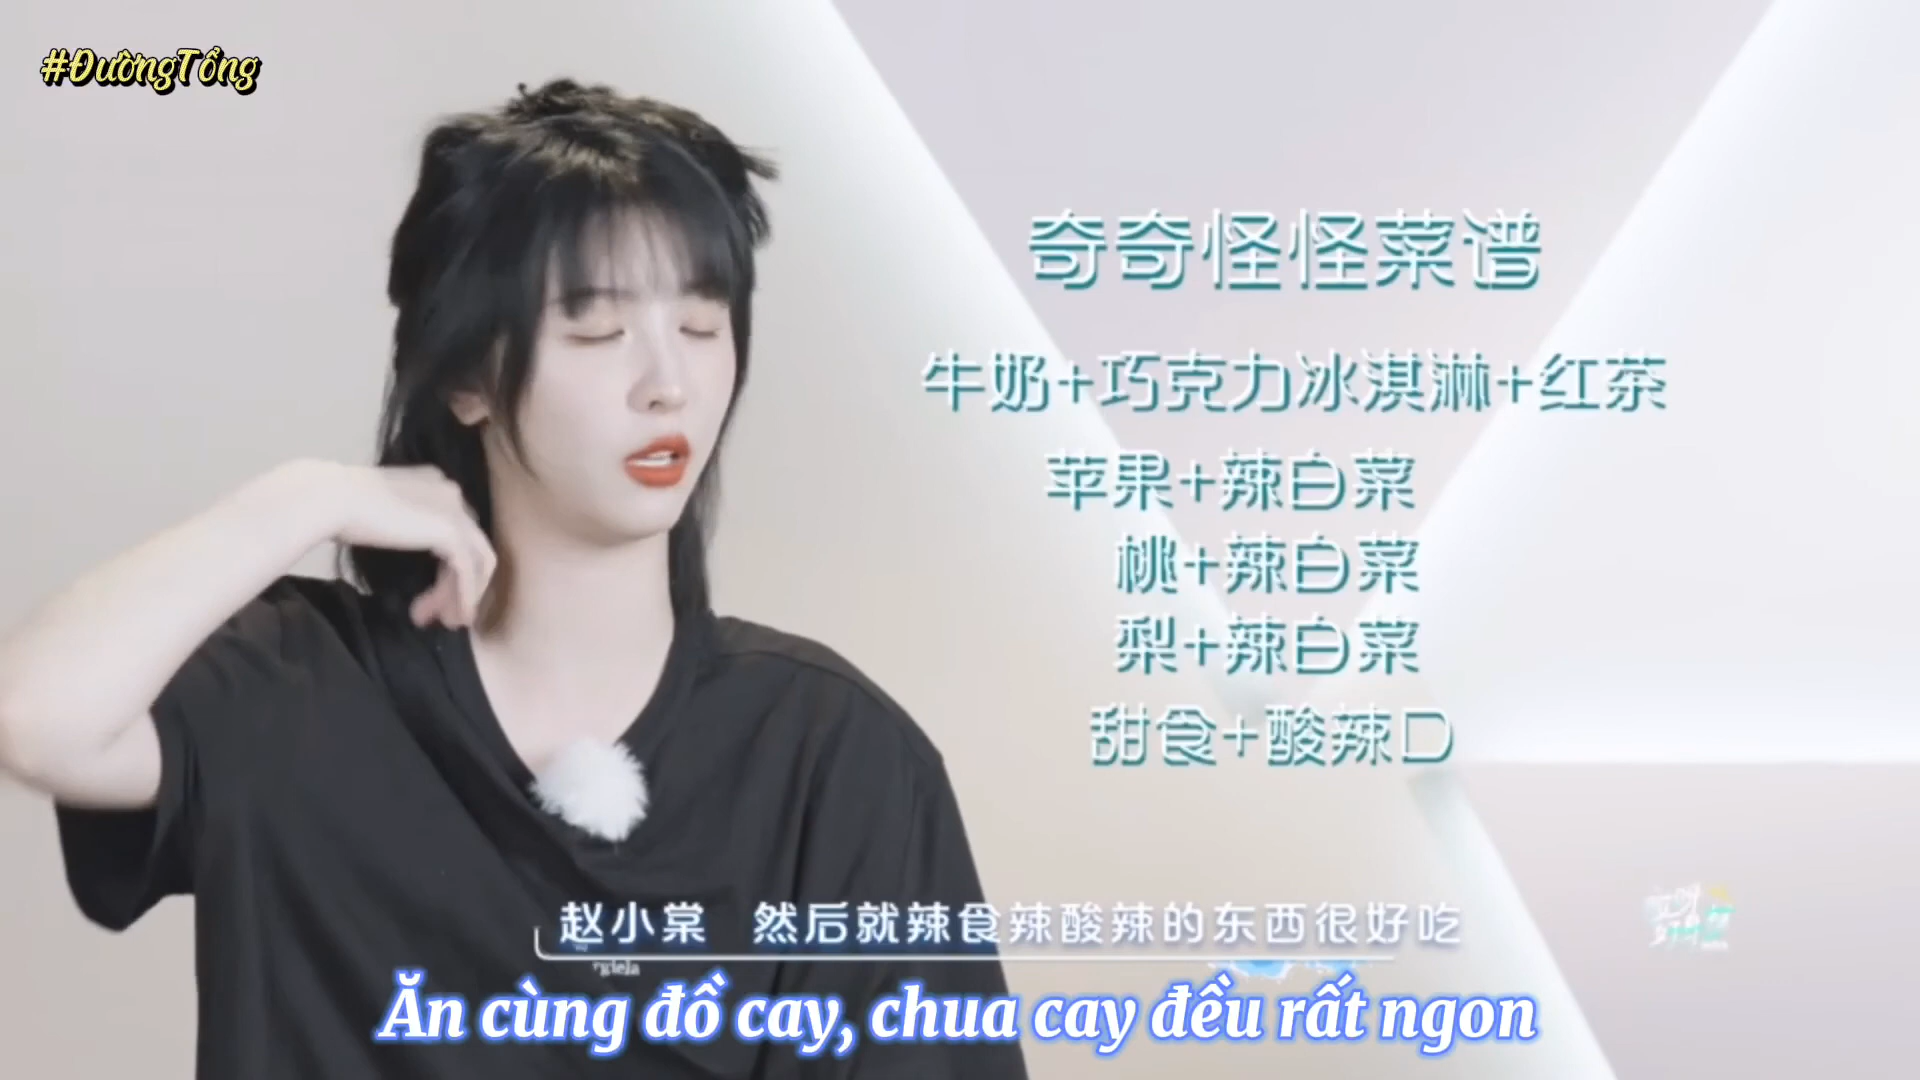 #ĐườngTổng
奇奇怪怪菜谱
牛奶+巧克力冰淇淋+红茶
苹果+辣白菜
桃+辣白菜
梨+辣白菜
甜食+酸辣口
赵小棠 然后就辣食辣酸辣的东西很好吃
Ăn cùng đồ cay, chua cay đều rất ngon